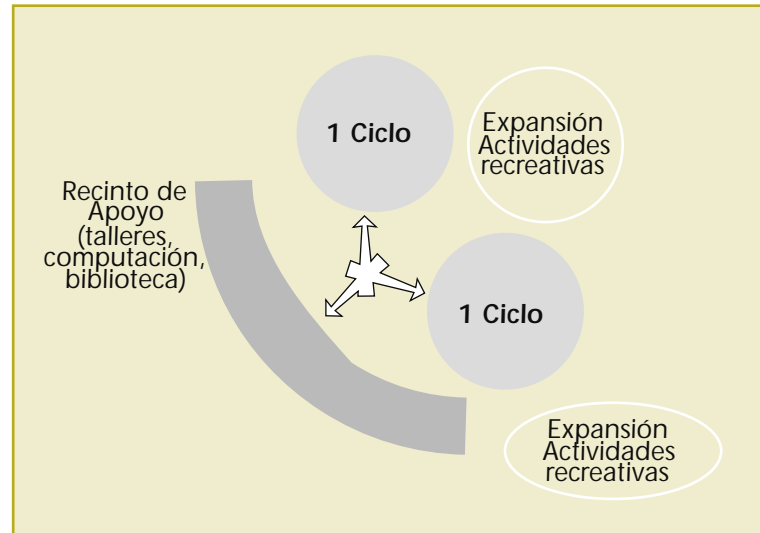 1 Ciclo
Expansión
Actividades
recreativas
Recinto de
Apoyo
(talleres,
computación,
biblioteca)
1 Ciclo
Expansión
Actividades
recreativas